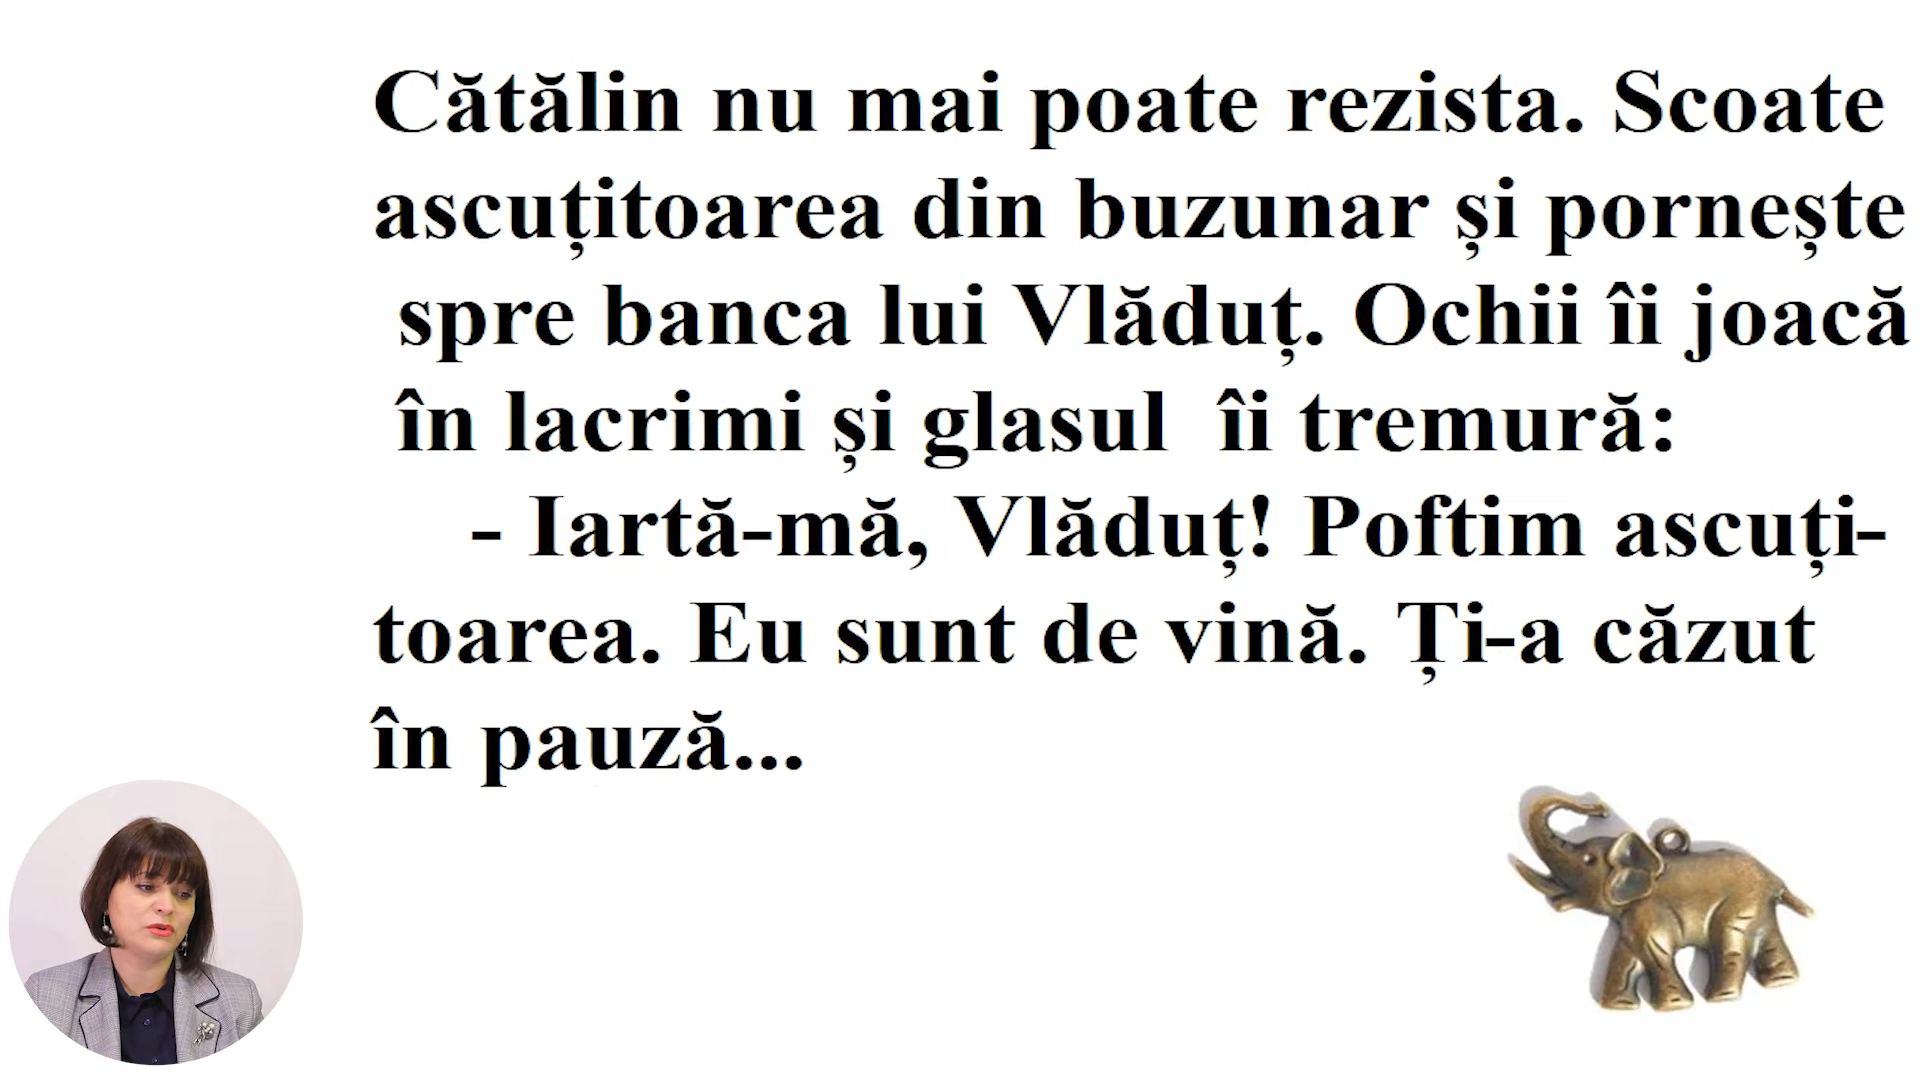 Cătălin nu mai poate rezista. Scoate
ascuțitoarea din buzunar și pornește
spre banca lui Vlăduț. Ochii îi joacă
în lacrimi și glasul îi tremură:
- Iartă-mă, Vlăduț! Poftim ascuți-
toarea. Eu sunt de vină. Ți-a căzut
în pauză...